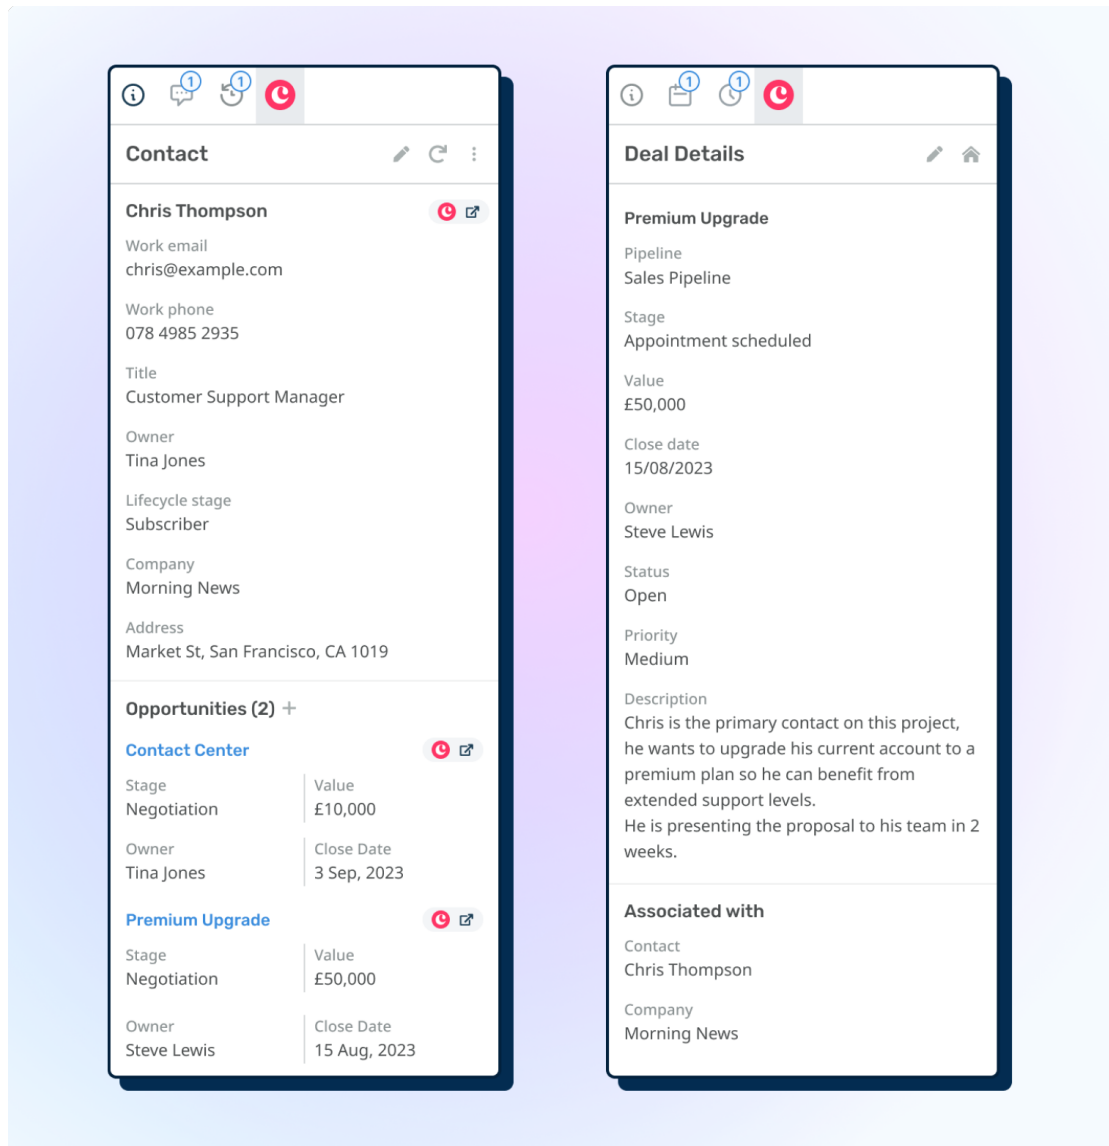 1
1
Contact
Chris Thompson
Work email
chris@example.com
Work phone
078 4985 2935
Title
Customer Support Manager
Owner
Tina Jones
Lifecycle stage
Subscriber
Company
Morning News
Address
Market St, San Francisco, CA 1019
Opportunities (2) +
Contact Center
Stage
Value
Negotiation
£10,000
Owner
Close Date
Tina Jones
3 Sep, 2023
Premium Upgrade
Stage
Value
Negotiation
£50,000
Owner
Close Date
Steve Lewis
15 Aug, 2023
1
1
Deal Details
Premium Upgrade
Pipeline
Sales Pipeline
Stage
Appointment scheduled
Value
£50,000
Close date
15/08/2023
Owner
Steve Lewis
Status
Open
Priority
Medium
Description
Chris is the primary contact on this project,
he wants to upgrade his current account to a
premium plan so he can benefit from
extended support levels.
He is presenting the proposal to his team in 2
weeks.
Associated with
Contact
Chris Thompson
Company
Morning News